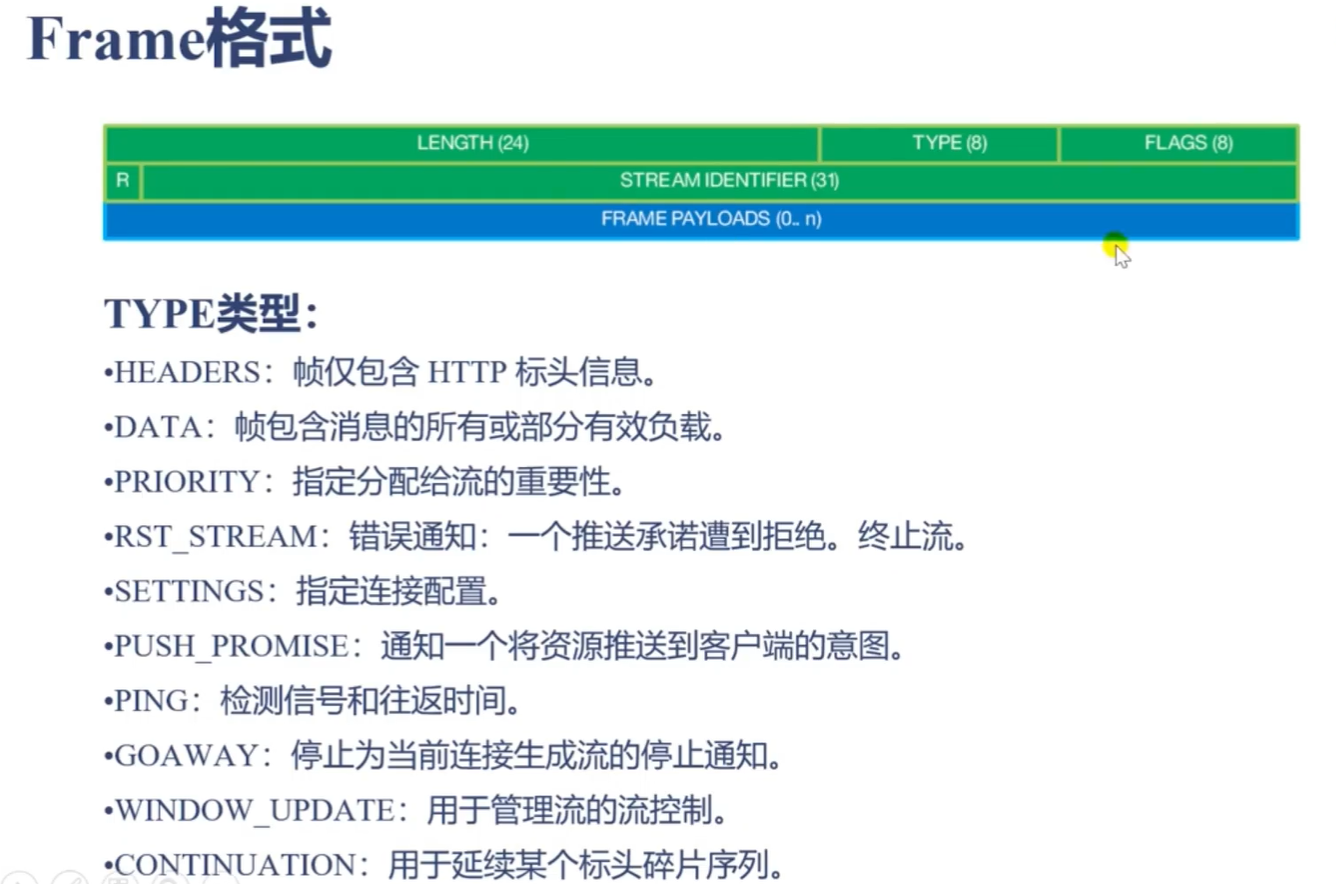 Frame格式
LENGTH (24) TYPE (8) FLAGS (8)
R STREAM IDENTIFIER (31)
FRAME PAYLOADS (0.. n)
TYPE类型：
•HEADERS：帧仅包含 HTTP 标头信息。
•DATA：帧包含消息的所有或部分有效负载。
•PRIORITY：指定分配给流的重要性。
•RST_STREAM：错误通知：一个推送承诺遭到拒绝。终止流。
•SETTINGS：指定连接配置。
•PUSH_PROMISE：通知一个将资源推送到客户端的意图。
•PING：检测信号和往返时间。
•GOAWAY：停止为当前连接生成流的停止通知。
•WINDOW_UPDATE：用于管理流的流控制。
•CONTINUATION：用于延续某个标头碎片序列。